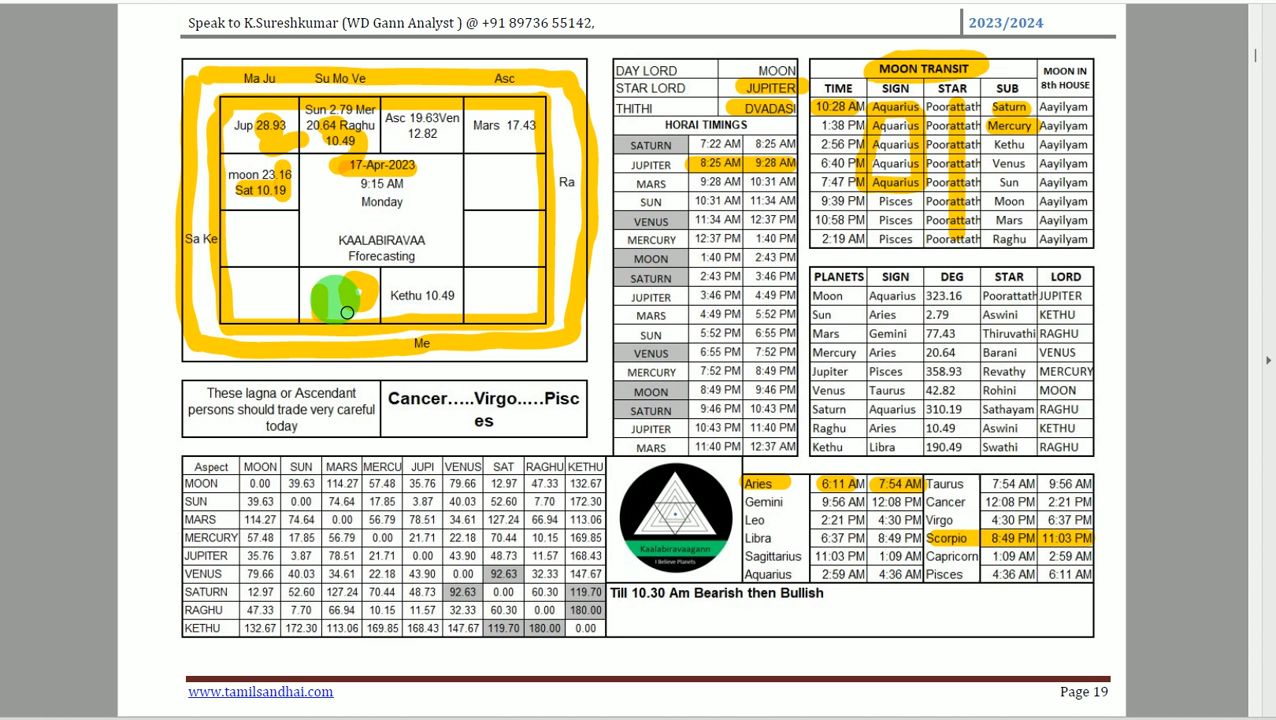 Speak to K.Sureshkumar (WD Gann Analyst ) @ +91 89736 55142,
2023/2024
Ma Ju Su Mo Ve Asc
Jup 28.93
Sun 2.79 Mer
20.64 Raghu
10.49
Asc 19.63Ven
12.82
Mars 17.43
moon 23.16
Sat 10.19
17-Apr-2023
9:15 AM
Monday
Ra
Sa Ke
KAALABIRAVAA
Fforecasting
Kethu 10.49
Me
These lagna or Ascendant
persons should trade very careful
today
Cancer…..Virgo..…Pisc
es
DAY LORD MOON
STAR LORD JUPITER
THITHI DVADASI
HORAI TIMINGS
SATURN 7:22 AM 8:25 AM
JUPITER 8:25 AM 9:28 AM
MARS 9:28 AM 10:31 AM
SUN 10:31 AM 11:34 AM
VENUS 11:34 AM 12:37 PM
MERCURY 12:37 PM 1:40 PM
MOON 1:40 PM 2:43 PM
SATURN 2:43 PM 3:46 PM
JUPITER 3:46 PM 4:49 PM
MARS 4:49 PM 5:52 PM
SUN 5:52 PM 6:55 PM
VENUS 6:55 PM 7:52 PM
MERCURY 7:52 PM 8:49 PM
MOON 8:49 PM 9:46 PM
SATURN 9:46 PM 10:43 PM
JUPITER 10:43 PM 11:40 PM
MARS 11:40 PM 12:37 AM
MOON TRANSIT
MOON IN
8th HOUSE
TIME SIGN STAR SUB
10:28 AM Aquarius Poorattath Saturn Aayilyam
1:38 PM Aquarius Poorattath Mercury Aayilyam
2:56 PM Aquarius Poorattath Kethu Aayilyam
6:40 PM Aquarius Poorattath Venus Aayilyam
7:47 PM Aquarius Poorattath Sun Aayilyam
9:39 PM Pisces Poorattath Moon Aayilyam
10:58 PM Pisces Poorattath Mars Aayilyam
2:19 AM Pisces Poorattath Raghu Aayilyam
PLANETS SIGN DEG STAR LORD
Moon Aquarius 323.16 Poorattath JUPITER
Sun Aries 2.79 Aswini KETHU
Mars Gemini 77.43 Thiruvathi RAGHU
Mercury Aries 20.64 Barani VENUS
Jupiter Pisces 358.93 Revathy MERCURY
Venus Taurus 42.82 Rohini MOON
Saturn Aquarius 310.19 Sathayam RAGHU
Raghu Aries 10.49 Aswini KETHU
Kethu Libra 190.49 Swathi RAGHU
Aspect MOON SUN MARS MERCU JUPI VENUS SAT RAGHU KETHU
MOON 0.00 39.63 114.27 57.48 35.76 79.66 12.97 47.33 132.67
SUN 39.63 0.00 74.64 17.85 3.87 40.03 52.60 7.70 172.30
MARS 114.27 74.64 0.00 56.79 78.51 34.61 127.24 66.94 113.06
MERCURY 57.48 17.85 56.79 0.00 21.71 22.18 70.44 10.15 169.85
JUPITER 35.76 3.87 78.51 21.71 0.00 43.90 48.73 11.57 168.43
VENUS 79.66 40.03 34.61 22.18 43.90 0.00 92.63 32.33 147.67
SATURN 12.97 52.60 127.24 70.44 48.73 92.63 0.00 60.30 119.70
RAGHU 47.33 7.70 66.94 10.15 11.57 32.33 60.30 0.00 180.00
KETHU 132.67 172.30 113.06 169.85 168.43 147.67 119.70 180.00 0.00
Kaalabiravaagann
I Believe Planets
Aries 6:11 AM 7:54 AM Taurus 7:54 AM 9:56 AM
Gemini 9:56 AM 12:08 PM Cancer 12:08 PM 2:21 PM
Leo 2:21 PM 4:30 PM Virgo 4:30 PM 6:37 PM
Libra 6:37 PM 8:49 PM Scorpio 8:49 PM 11:03 PM
Sagittarius 11:03 PM 1:09 AM Capricorn 1:09 AM 2:59 AM
Aquarius 2:59 AM 4:36 AM Pisces 4:36 AM 6:11 AM
Till 10.30 Am Bearish then Bullish
www.tamilsandhai.com
Page 19